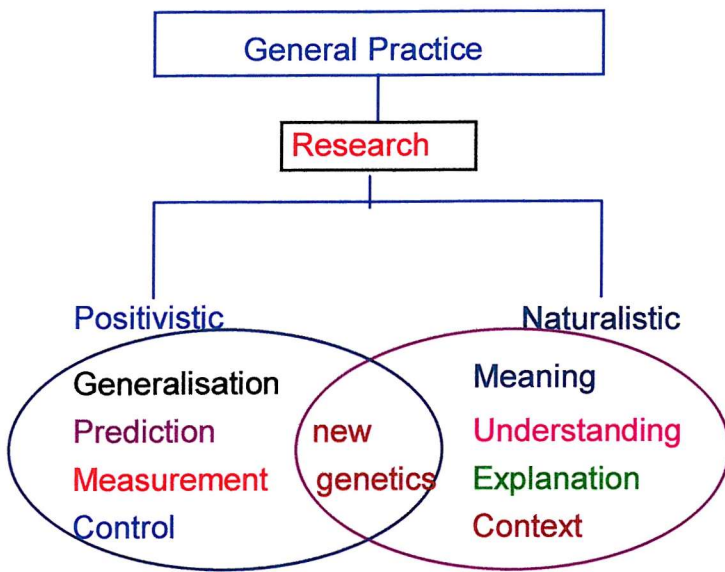 General Practice
Research
Positivistic
Naturalistic
Generalisation
Prediction
Measurement
Control
new
genetics
Meaning
Understanding
Explanation
Context